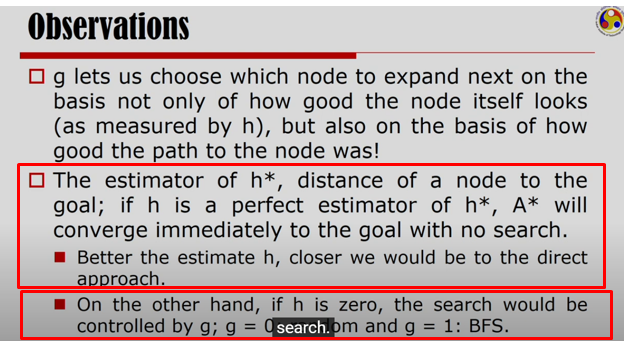 Observations
g lets us choose which node to expand next on the
basis not only of how good the node itself looks
(as measured by h), but also on the basis of how
good the path to the node was!
The estimator of h*, distance of a node to the
goal; if h is a perfect estimator of h*, A* will
converge immediately to the goal with no search.
Better the estimate h, closer we would be to the direct
approach.
On the other hand, if h is zero, the search would be
controlled by g; g = 0 search. and g = 1: BFS.